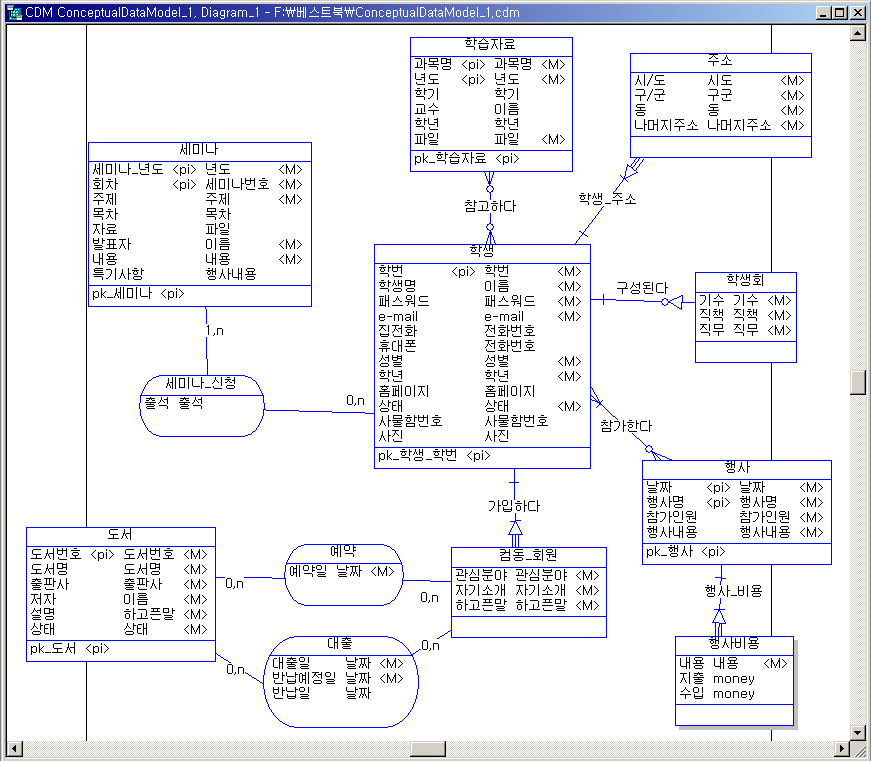 CDM ConceptualDataModel_1, Diagram_1 - F:\베스트북\ConceptualDataModel_1.cdm
학습자료
과목명 <pi> 과목명 <M>
년도 <pi> 년도 <M>
학기 학기
교수 이름
학년 학년
파일 파일 <M>
pk_학습자료 <pi>
주소
시/도 시도 <M>
구/군 구군 <M>
동 동 <M>
나머지주소 나머지주소 <M>
세미나
세미나_년도 <pi> 년도 <M>
회차 <pi> 세미나번호 <M>
주제 주제 <M>
목차 목차
자료 파일
발표자 이름 <M>
내용 내용 <M>
특기사항 행사내용
pk_세미나 <pi>
참고하다
학생_주소
학생
학번 <pi> 학번 <M>
학생명 이름 <M>
패스워드 패스워드 <M>
e-mail e-mail <M>
집전화 전화번호
휴대폰 전화번호
성별 성별 <M>
학년 학년 <M>
홈페이지 홈페이지
상태 상태 <M>
사물함번호 사물함번호
사진 사진
pk_학생_학번 <pi>
구성된다
학생회
기수 기수 <M>
직책 직책 <M>
직무 직무 <M>
1,n
세미나_신청
출석 출석
0,n
참가한다
행사
날짜 <pi> 날짜 <M>
행사명 <pi> 행사명 <M>
참가인원 참가인원 <M>
행사내용 행사내용 <M>
pk_행사 <pi>
가입하다
도서
도서번호 <pi> 도서번호 <M>
도서명 도서명 <M>
출판사 출판사 <M>
저자 이름 <M>
설명 하고픈말 <M>
상태 상태 <M>
pk_도서 <pi>
예약
예약일 날짜 <M>
0,n
0,n
컴동_회원
관심분야 관심분야 <M>
자기소개 자기소개 <M>
하고픈말 하고픈말 <M>
행사_비용
대출
대출일 날짜 <M>
반납예정일 날짜 <M>
반납일 날짜
0,n
0,n
행사비용
내용 내용 <M>
지출 money
수입 money